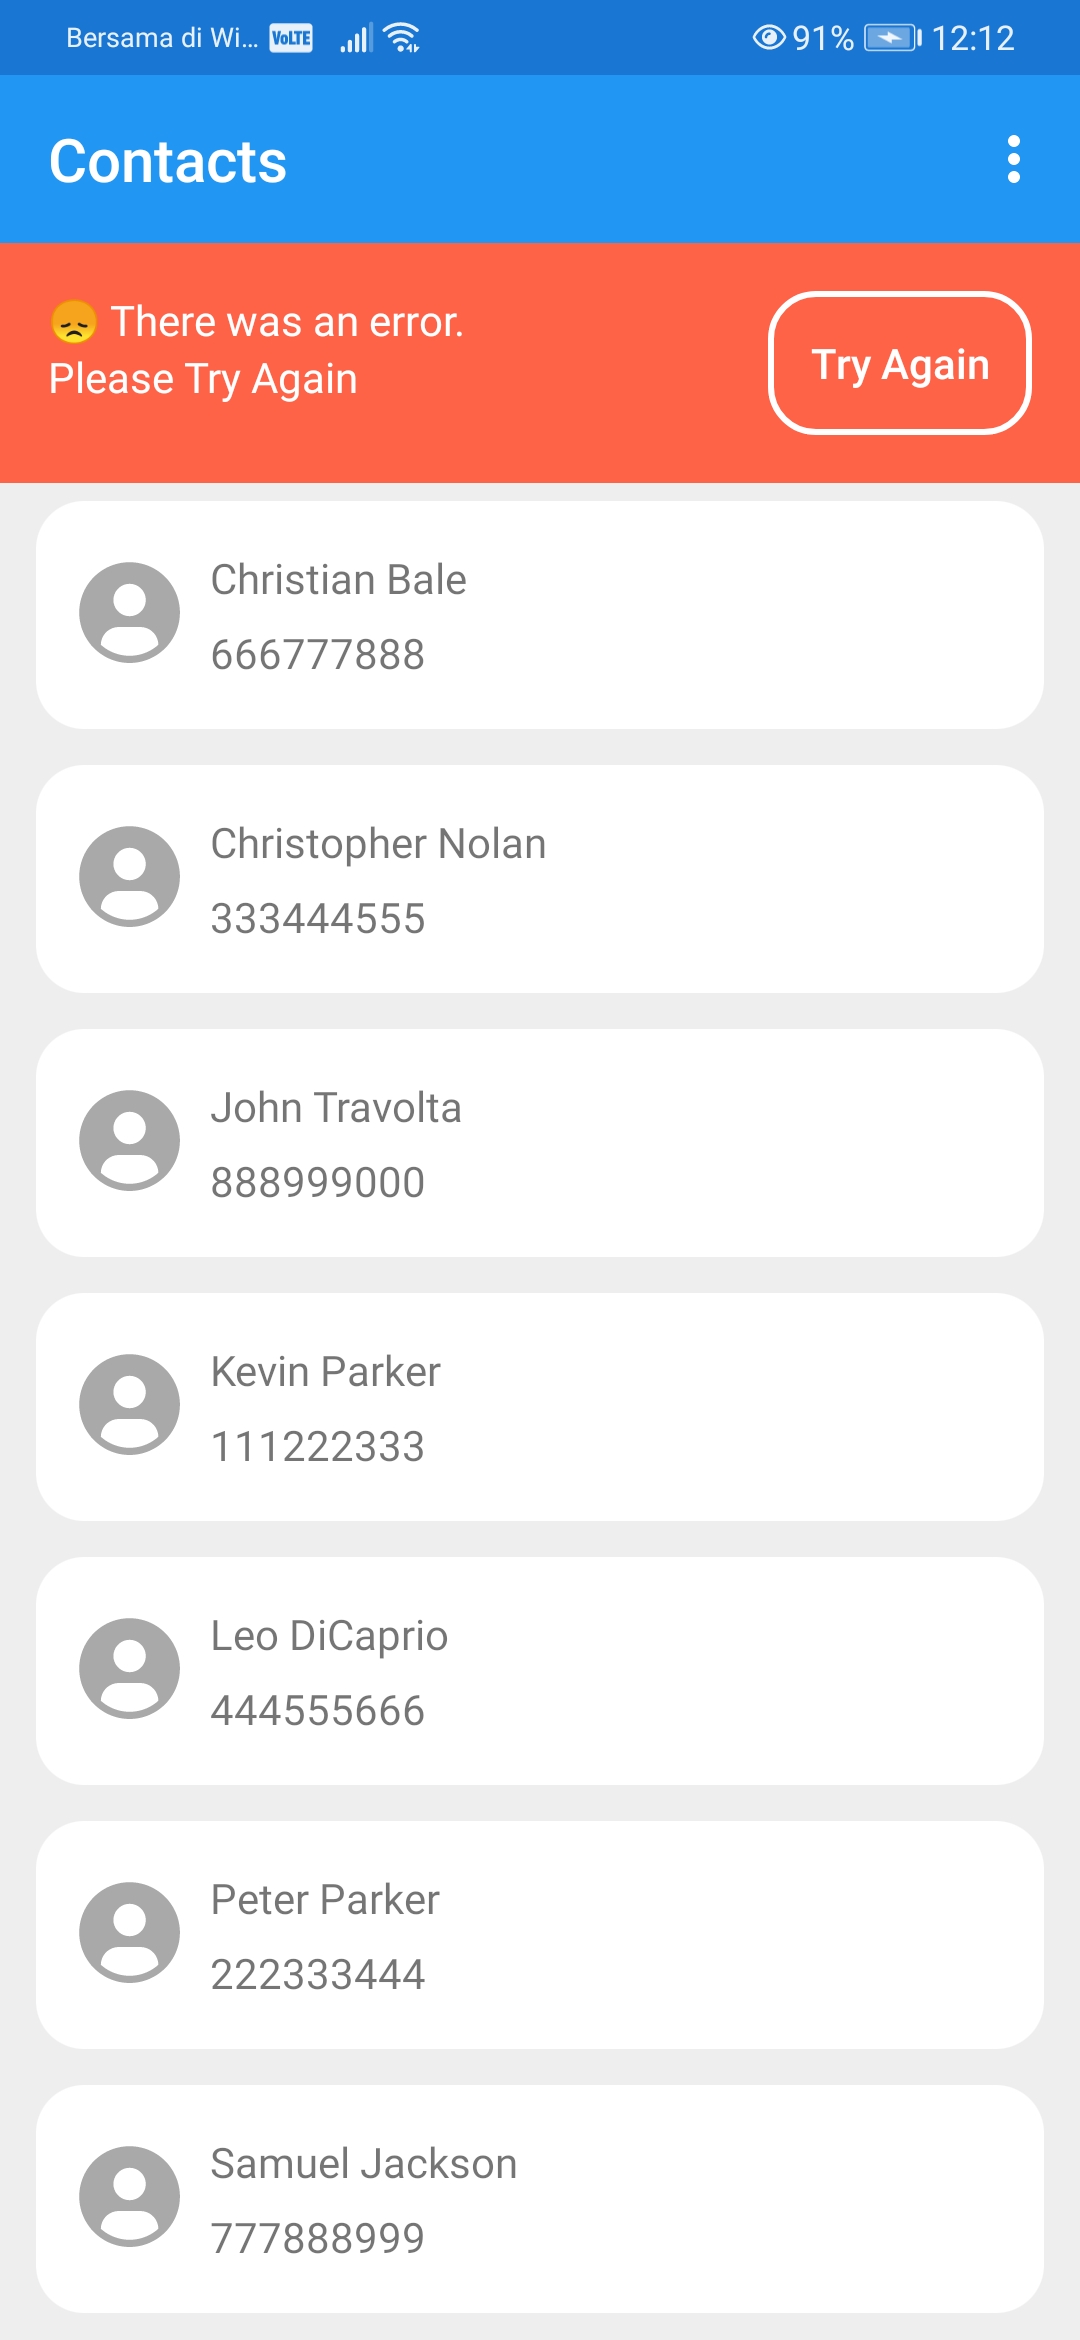 Bersama di Wi... VoLTE 91% 12:12
Contacts
😞 There was an error.
Please Try Again
Try Again
Christian Bale
666777888
Christopher Nolan
333444555
John Travolta
888999000
Kevin Parker
111222333
Leo DiCaprio
444555666
Peter Parker
222333444
Samuel Jackson
777888999